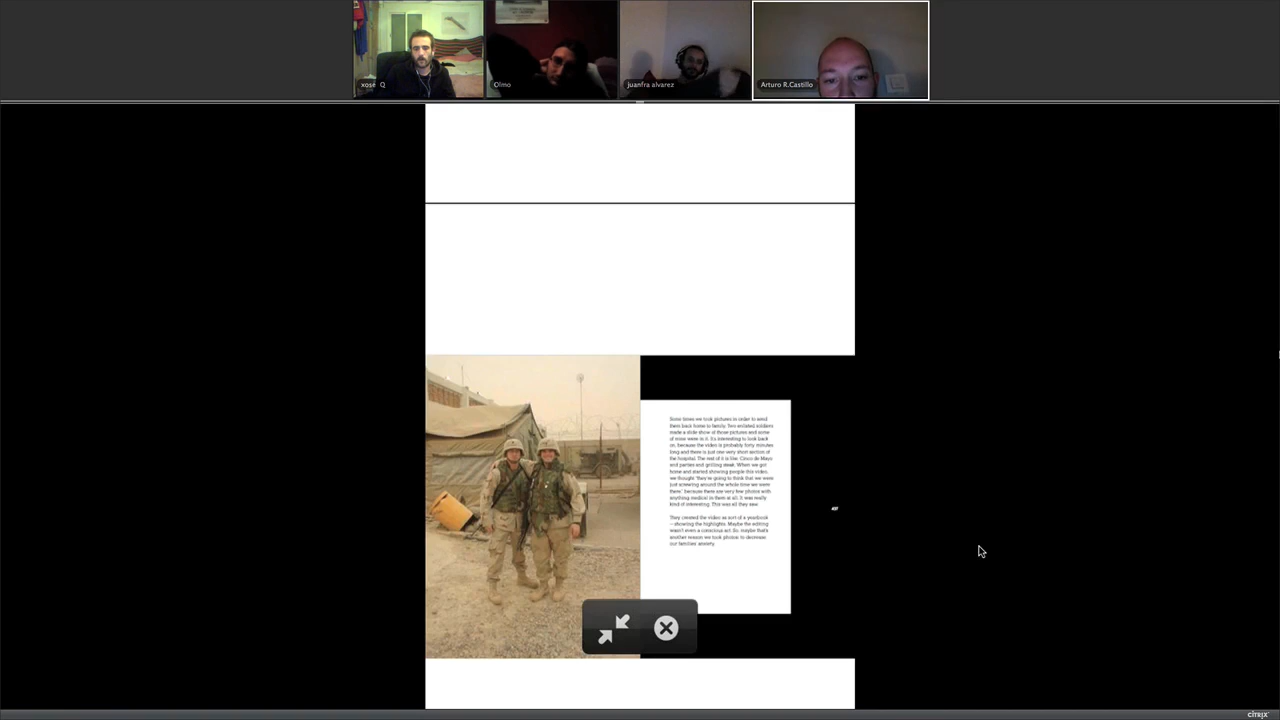 xosé Q
Olmo
Juanfra alvarez
Arturo R.Castillo
Some times we took pictures in order to send
them back home to family. Two enlisted soldiers
made a slide show of those pictures and some
of mine were in it. It's interesting to look back
on, because the video is probably forty minutes
long and there is just one very short section of
the hospital. The rest of it is like: Cinco de Mayo
and parties and grilling steak. When we got
home and started showing people this video,
we thought 'they're going to think that we were
just screwing around the whole time we were
there,' because there are very few photos with
anything medical in them at all. It was really
kind of interesting. This was all they saw.
They created the video as sort of a yearbook
—showing the highlights. Maybe the editing
wasn't even a conscious act. So, maybe that's
another reason we took photos: to decrease
our families' anxiety.
CITRIX